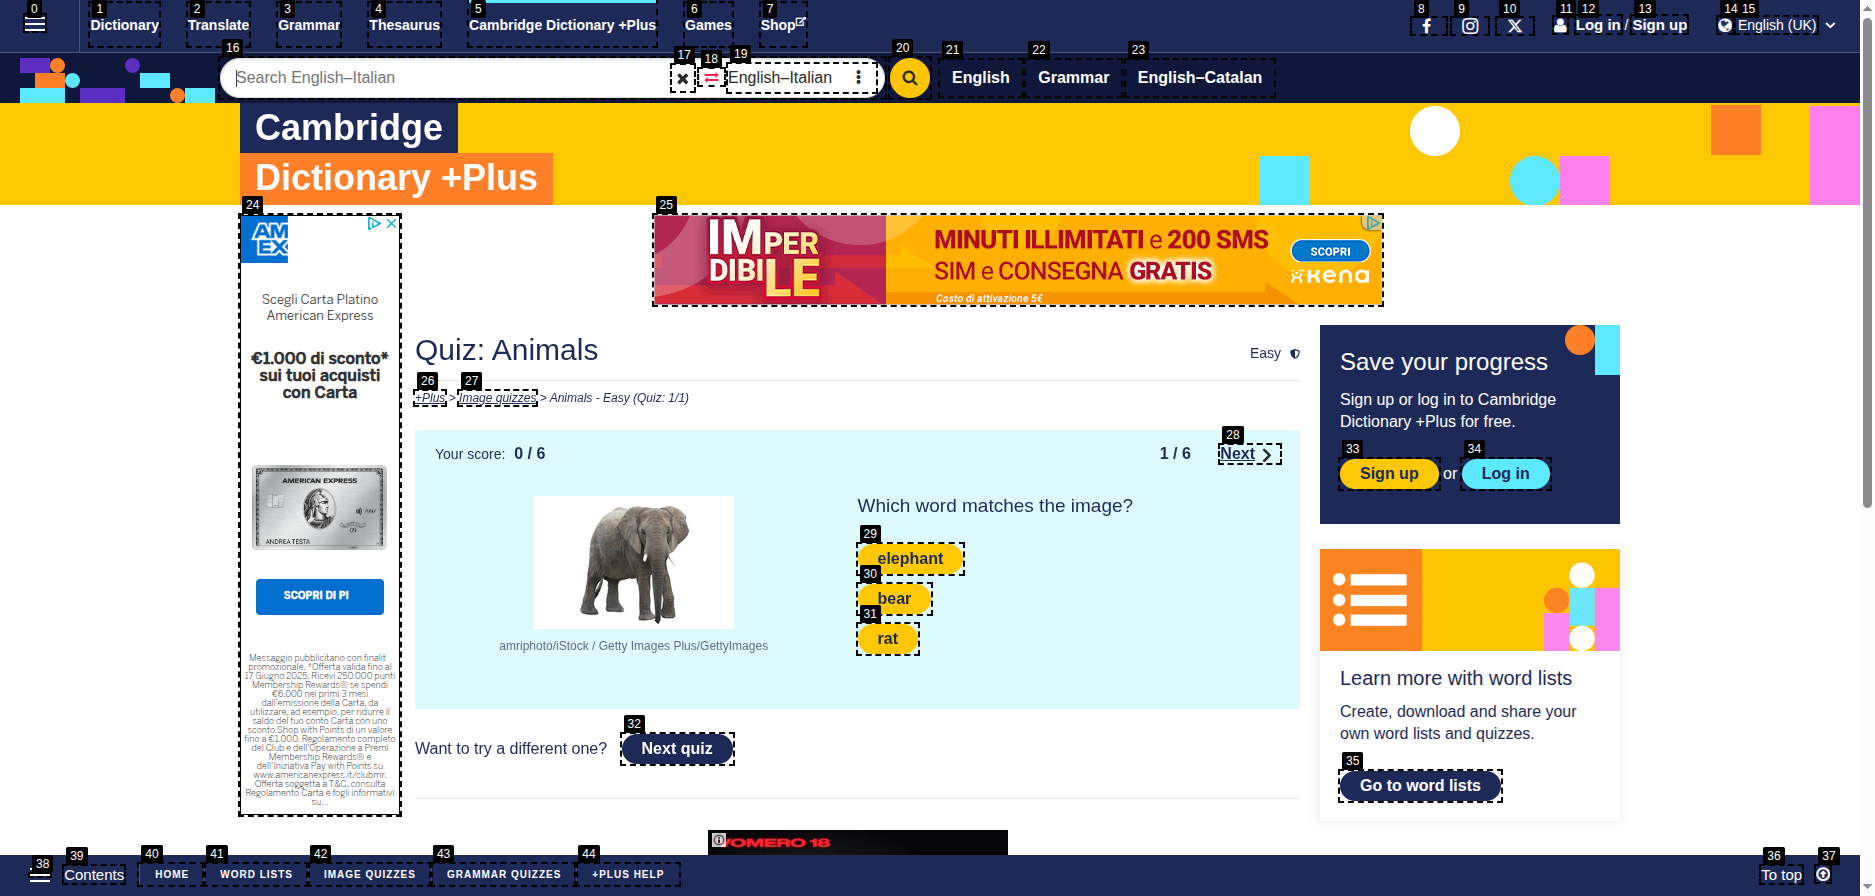 0 1 2 3 4 5 6 7 8 9 10 11 12 13 14 15
Dictionary Translate Grammar Thesaurus Cambridge Dictionary +Plus Games Shop Log in / Sign up English (UK)
16 17 18 19 20 21 22 23
Search English–Italian English–Italian English Grammar English–Catalan
Cambridge
Dictionary +Plus
24
AM
EX
Scegli Carta Platino
American Express
€1.000 di sconto*
sui tuoi acquisti
con Carta
AMERICAN EXPRESS
ANDREA TESTA
SCOPRI DI PI
Messaggio pubblicitario con finalit
promozionale. *Offerta valida fino al
17 Giugno 2025. Ricevi 250.000 punti
Membership Rewards® se spendi
€6.000 nei primi 3 mesi
dall'emissione della Carta, da
utilizzare, ad esempio, per ridurre il
saldo del tuo conto Carta con uno
sconto Shop with Points di un valore
fino a €1.000. Regolamento completo
del Club e dell'Operazione a Premi
Membership Rewards® e
dell'Iniziativa Pay with Points su
www.americanexpress.it/clubmr.
Offerta soggetta a T&C, consulta
Regolamento Carta e fogli informativi
su...
25
IMPER
DIBILE
MINUTI ILLIMITATI e 200 SMS
SIM e CONSEGNA GRATIS
Costo di attivazione 5€
SCOPRI
kena
Quiz: Animals
Easy
26 27
+Plus > Image quizzes > Animals - Easy (Quiz: 1/1)
28
Your score: 0 / 6 1 / 6 Next
Which word matches the image?
29
elephant
30
bear
31
rat
amriphoto/iStock / Getty Images Plus/GettyImages
32
Want to try a different one? Next quiz
Save your progress
Sign up or log in to Cambridge
Dictionary +Plus for free.
33 34
Sign up or Log in
Learn more with word lists
Create, download and share your
own word lists and quizzes.
35
Go to word lists
VOMERO 18
38 39 40 41 42 43 44 36 37
Contents HOME WORD LISTS IMAGE QUIZZES GRAMMAR QUIZZES +PLUS HELP To top